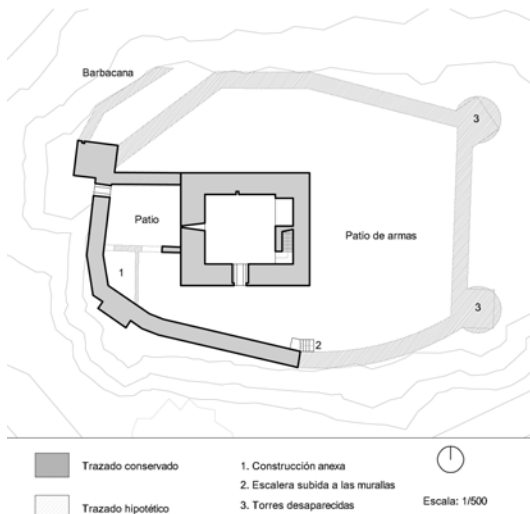 Barbacana
3
Patio
Patio de armas
1
3
2
Trazado conservado
1. Construcción anexa
2. Escalera subida a las murallas
Trazado hipotético
3. Torres desaparecidas
Escala: 1/500